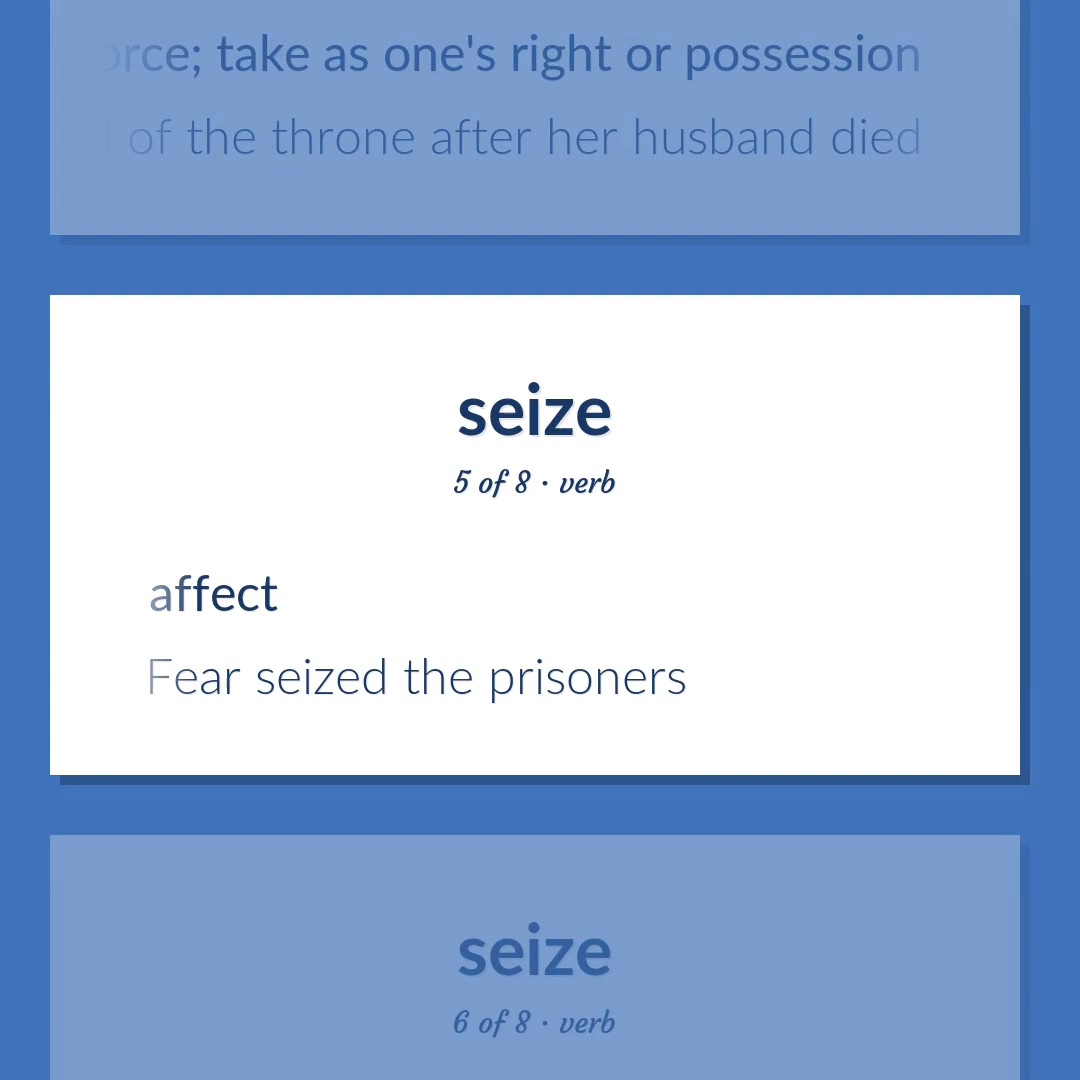 ; take as one's right or possession
of the throne after her husband died
seize
5 of 8 · verb
affect
Fear seized the prisoners
seize
6 of 8 · verb